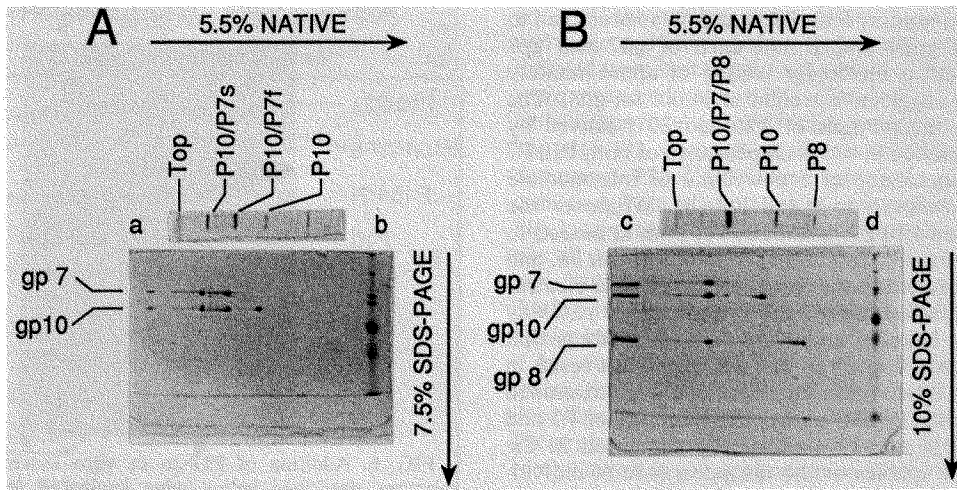 A
5.5% NATIVE
Top
P10/P7s
P10/P7f
P10
a
b
gp 7
gp10
7.5% SDS-PAGE
B
5.5% NATIVE
Top
P10/P7/P8
P10
P8
c
d
gp 7
gp10
gp 8
10% SDS-PAGE